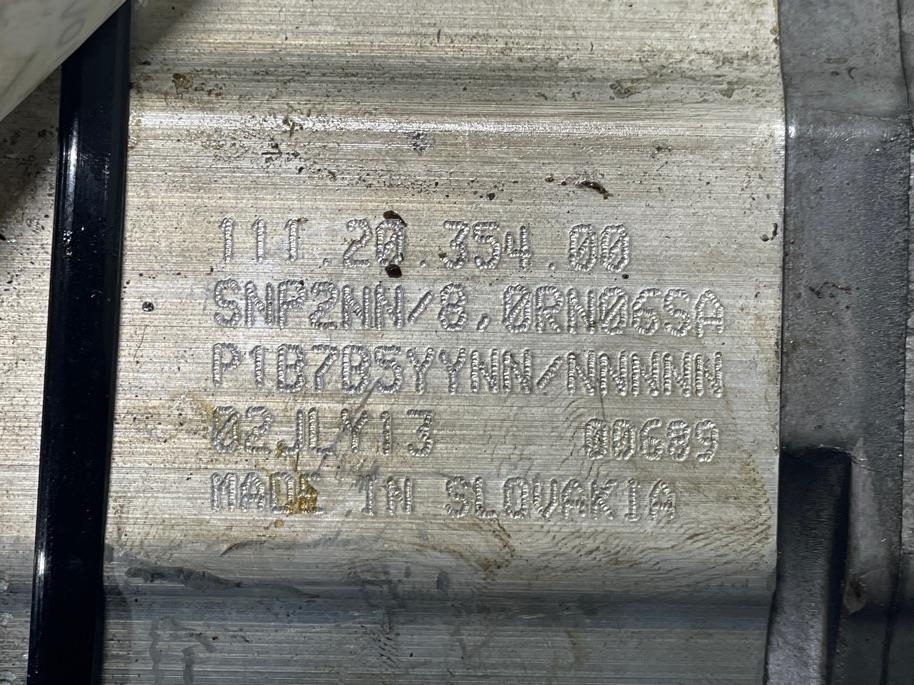 111.20.354.00
SNP2NN/8,0RN06SA
P1B7B5YYNN/NNNNN
02JLY13 00689
MADE IN SLOVAKIA